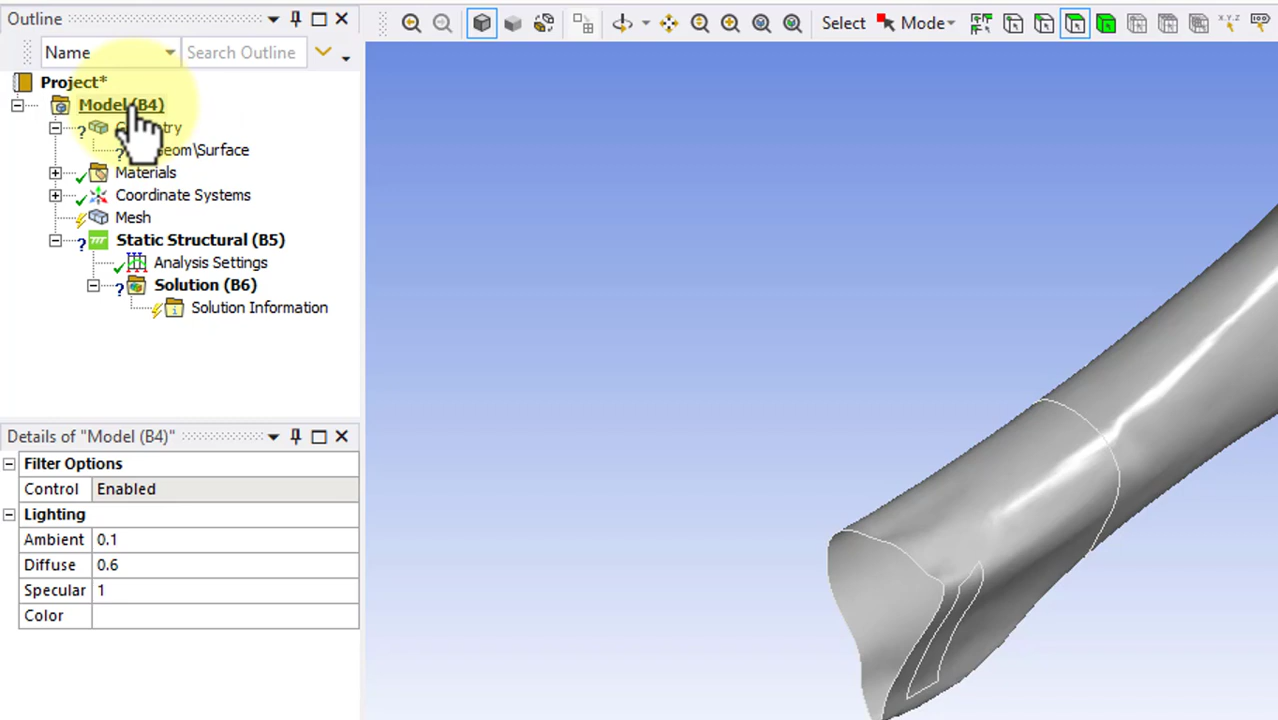 Outline
Name
Search Outline
Select
Mode
X,Y,Z
Project*
Model (B4)
Geom\Surface
Materials
Coordinate Systems
Mesh
Static Structural (B5)
Analysis Settings
Solution (B6)
Solution Information
Details of "Model (B4)"
Filter Options
Control Enabled
Lighting
Ambient 0.1
Diffuse 0.6
Specular 1
Color